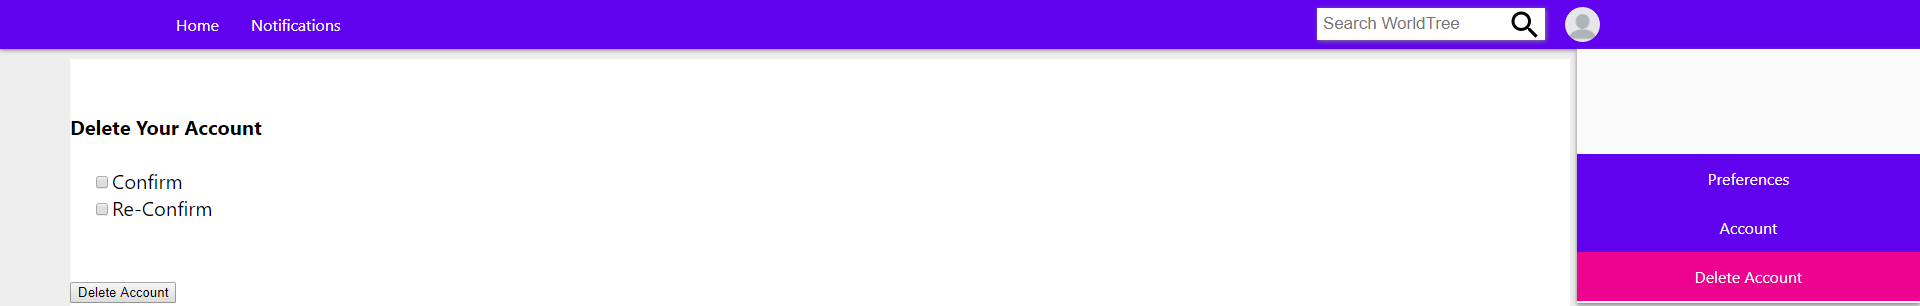 Home Notifications Search WorldTree
Delete Your Account
Confirm
Re-Confirm
Delete Account
Preferences
Account
Delete Account